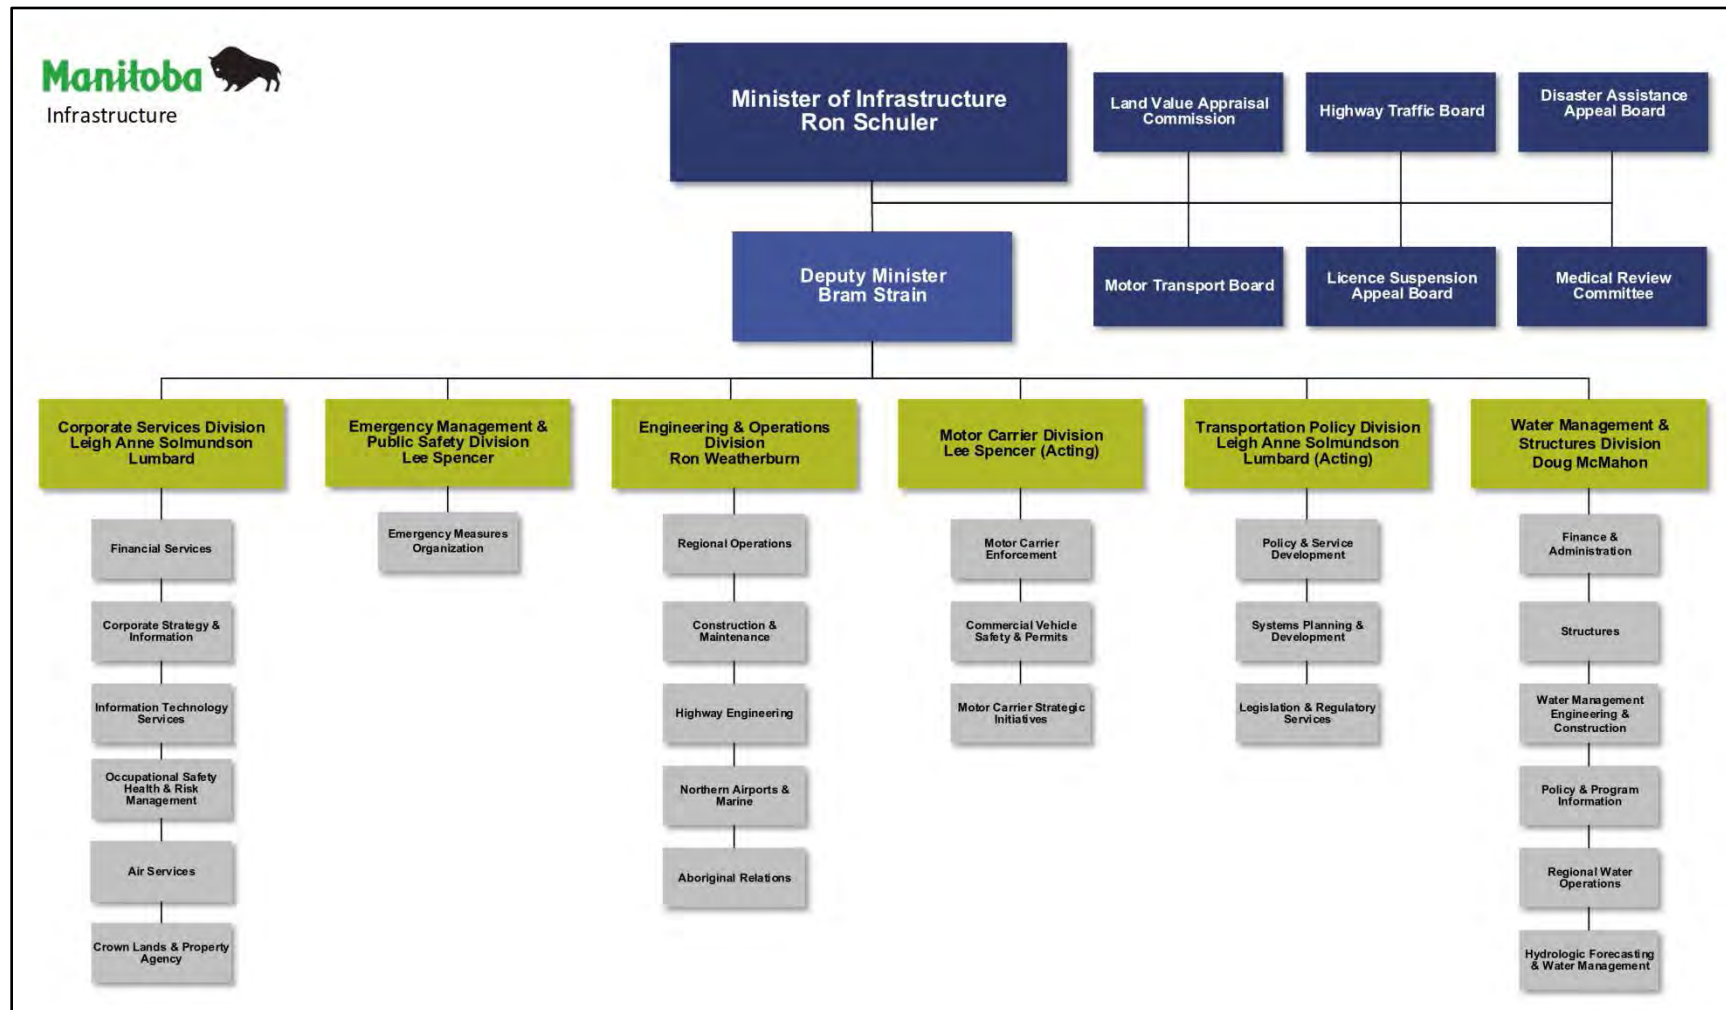 Manitoba
Infrastructure
Minister of Infrastructure
Ron Schuler
Land Value Appraisal
Commission
Highway Traffic Board
Disaster Assistance
Appeal Board
Deputy Minister
Bram Strain
Motor Transport Board
Licence Suspension
Appeal Board
Medical Review
Committee
Corporate Services Division
Leigh Anne Solmundson
Lumbard
Emergency Management &
Public Safety Division
Lee Spencer
Engineering & Operations
Division
Ron Weatherburn
Motor Carrier Division
Lee Spencer (Acting)
Transportation Policy Division
Leigh Anne Solmundson
Lumbard (Acting)
Water Management &
Structures Division
Doug McMahon
Financial Services
Corporate Strategy &
Information
Information Technology
Services
Occupational Safety
Health & Risk
Management
Air Services
Crown Lands & Property
Agency
Emergency Measures
Organization
Regional Operations
Construction &
Maintenance
Highway Engineering
Northern Airports &
Marine
Aboriginal Relations
Motor Carrier
Enforcement
Commercial Vehicle
Safety & Permits
Motor Carrier Strategic
Initiatives
Policy & Service
Development
Systems Planning &
Development
Legislation & Regulatory
Services
Finance &
Administration
Structures
Water Management
Engineering &
Construction
Policy & Program
Information
Regional Water
Operations
Hydrologic Forecasting
& Water Management